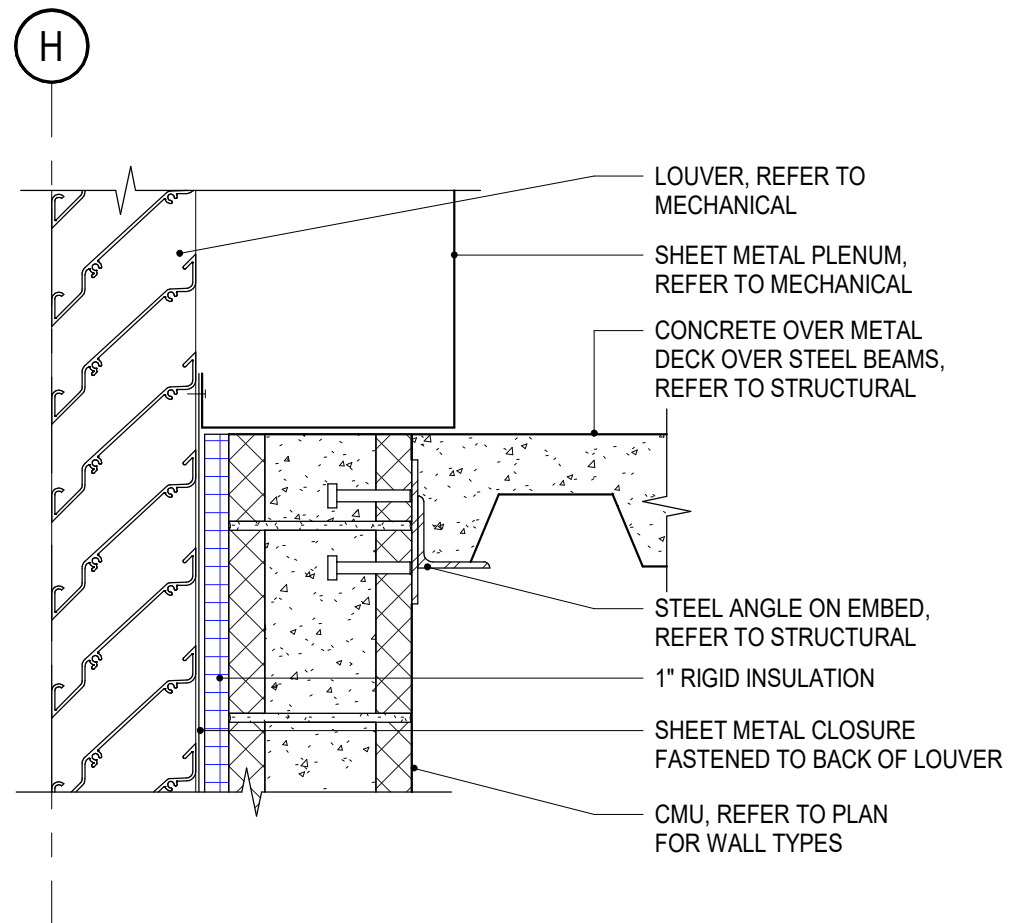 H
LOUVER, REFER TO
MECHANICAL
SHEET METAL PLENUM,
REFER TO MECHANICAL
CONCRETE OVER METAL
DECK OVER STEEL BEAMS,
REFER TO STRUCTURAL
STEEL ANGLE ON EMBED,
REFER TO STRUCTURAL
1" RIGID INSULATION
SHEET METAL CLOSURE
FASTENED TO BACK OF LOUVER
CMU, REFER TO PLAN
FOR WALL TYPES